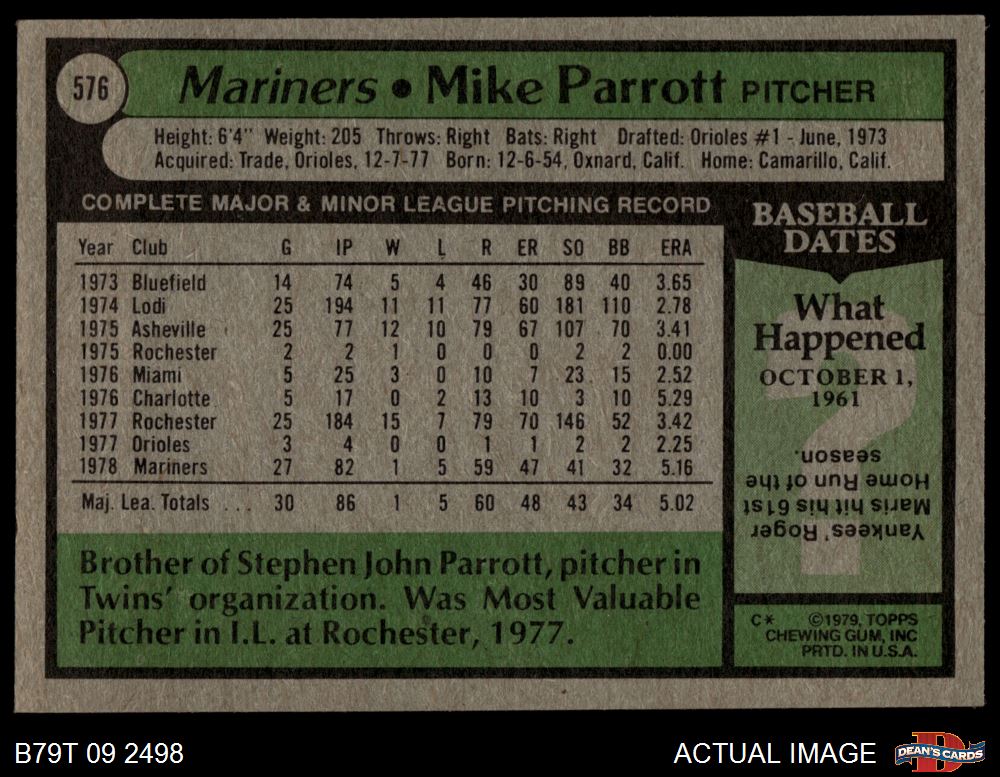 576
Mariners • Mike Parrott PITCHER
Height: 6'4" Weight: 205 Throws: Right Bats: Right Drafted: Orioles #1 - June, 1973
Acquired: Trade, Orioles, 12-7-77 Born: 12-6-54, Oxnard, Calif. Home: Camarillo, Calif.
COMPLETE MAJOR & MINOR LEAGUE PITCHING RECORD
Year Club G IP W L R ER SO BB ERA
1973 Bluefield 14 74 5 4 46 30 89 40 3.65
1974 Lodi 25 194 11 11 77 60 181 110 2.78
1975 Asheville 25 77 12 10 79 67 107 70 3.41
1975 Rochester 2 2 1 0 0 0 2 2 0.00
1976 Miami 5 25 3 0 10 7 23 15 2.52
1976 Charlotte 5 17 0 2 13 10 3 10 5.29
1977 Rochester 25 184 15 7 79 70 146 52 3.42
1977 Orioles 3 4 0 0 1 1 2 2 2.25
1978 Mariners 27 82 1 5 59 47 41 32 5.16
Maj. Lea. Totals ... 30 86 1 5 60 48 43 34 5.02
Brother of Stephen John Parrott, pitcher in
Twins' organization. Was Most Valuable
Pitcher in I.L. at Rochester, 1977.
BASEBALL
DATES
What
Happened
OCTOBER 1,
1961
?
Yankees' Roger
Maris hit his 61st
Home Run of the
season.
C* ©1979, TOPPS
CHEWING GUM, INC
PRTD. IN U.S.A.
B79T 09 2498
ACTUAL IMAGE
D
DEAN'S CARDS